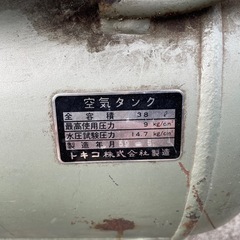 空気タンク
全容積 38 ℓ
最高使用圧力 9 kg/cm²
水圧試験圧力 14.7 kg/cm²
製造年月
トキコ株式会社製造